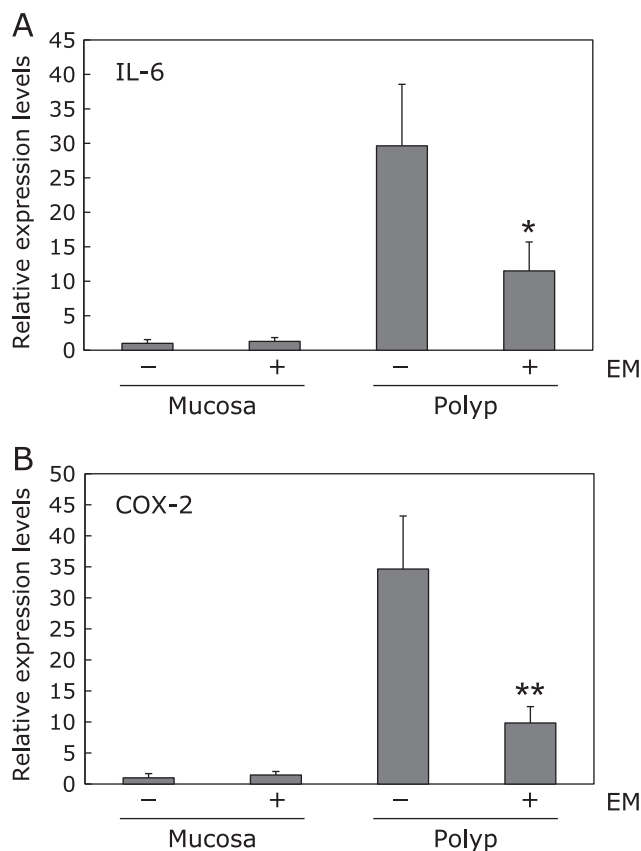 A
45
40
35
30
25
20
15
10
5
0
Relative expression levels
IL-6
*
− + − + EM
Mucosa Polyp
B
50
45
40
35
30
25
20
15
10
5
0
Relative expression levels
COX-2
**
− + − + EM
Mucosa Polyp